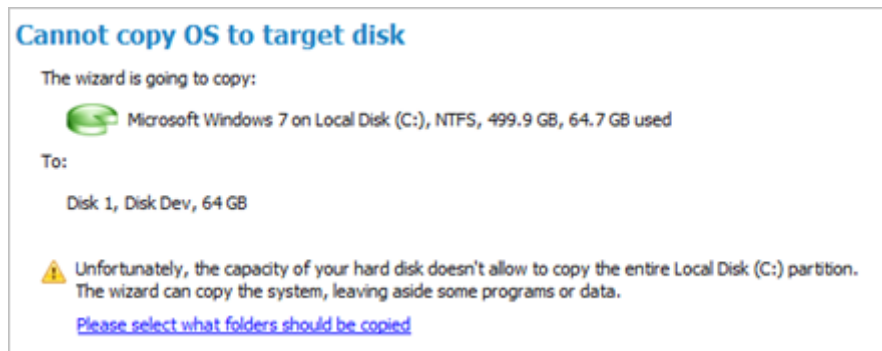 Cannot copy OS to target disk
The wizard is going to copy:
Microsoft Windows 7 on Local Disk (C:), NTFS, 499.9 GB, 64.7 GB used
To:
Disk 1, Disk Dev, 64 GB
Unfortunately, the capacity of your hard disk doesn't allow to copy the entire Local Disk (C:) partition.
The wizard can copy the system, leaving aside some programs or data.
Please select what folders should be copied